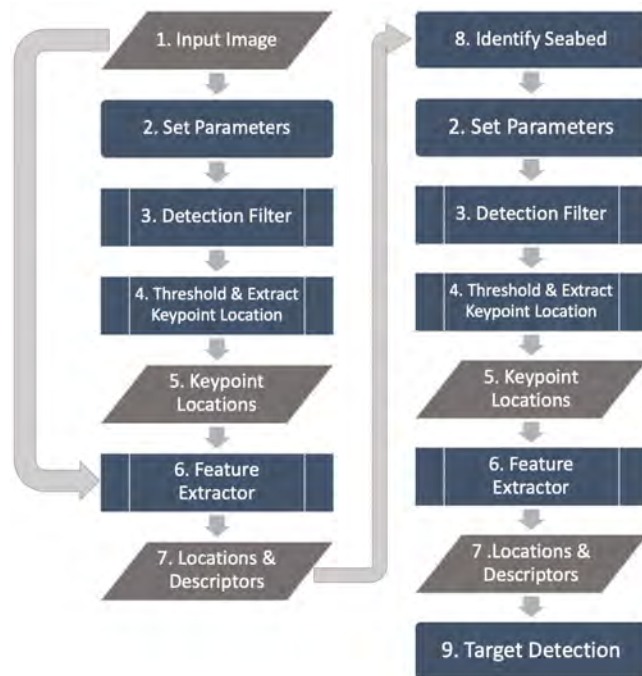 1. Input Image
2. Set Parameters
3. Detection Filter
4. Threshold & Extract
Keypoint Location
5. Keypoint
Locations
6. Feature
Extractor
7. Locations &
Descriptors
8. Identify Seabed
2. Set Parameters
3. Detection Filter
4. Threshold & Extract
Keypoint Location
5. Keypoint
Locations
6. Feature
Extractor
7 .Locations &
Descriptors
9. Target Detection